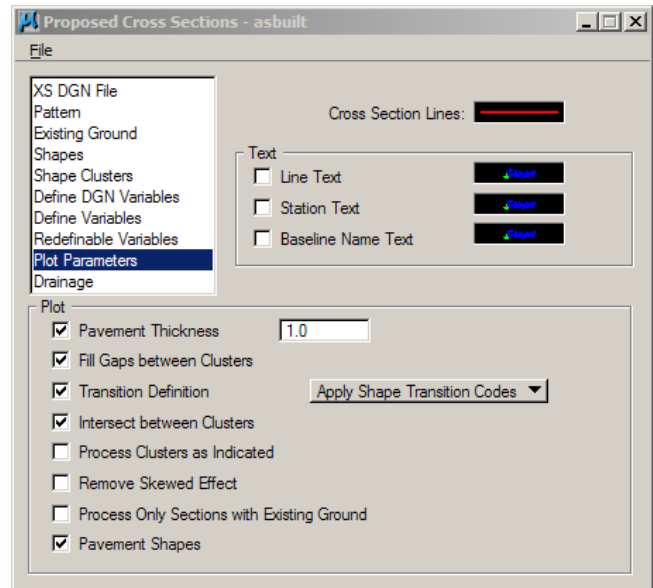 Proposed Cross Sections - asbuilt
File
XS DGN File
Pattern
Existing Ground
Shapes
Shape Clusters
Define DGN Variables
Define Variables
Redefinable Variables
Plot Parameters
Drainage
Cross Section Lines:
Text
Line Text
Station Text
Baseline Name Text
Plot
Pavement Thickness 1.0
Fill Gaps between Clusters
Transition Definition Apply Shape Transition Codes
Intersect between Clusters
Process Clusters as Indicated
Remove Skewed Effect
Process Only Sections with Existing Ground
Pavement Shapes